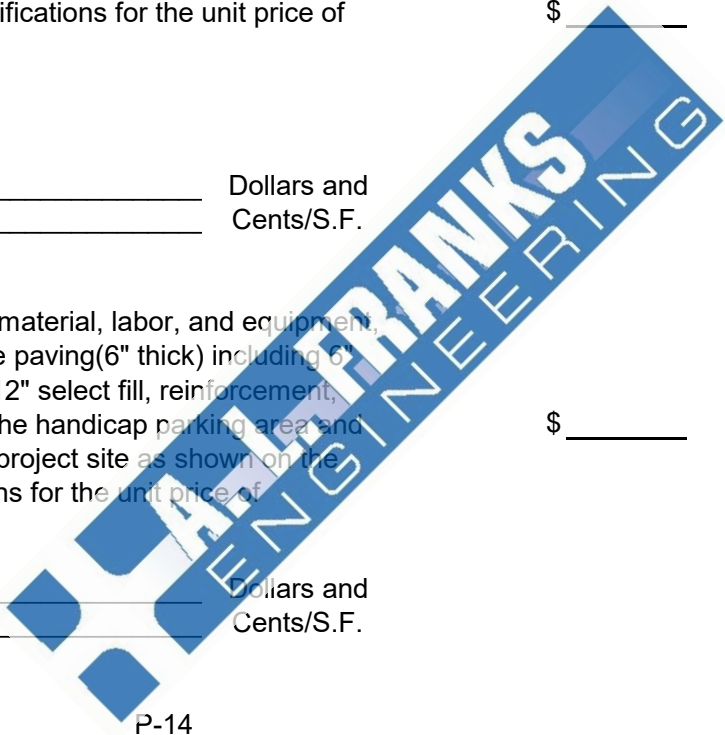 ifications for the unit price of $
Dollars and
Cents/S.F.
material, labor, and equipment,
e paving(6" thick) including 6"
2" select fill, reinforcement,
he handicap parking area and $
project site as shown on the
ns for the unit price of
Dollars and
Cents/S.F.
P-14
A.L. FRANKS
ENGINEERING